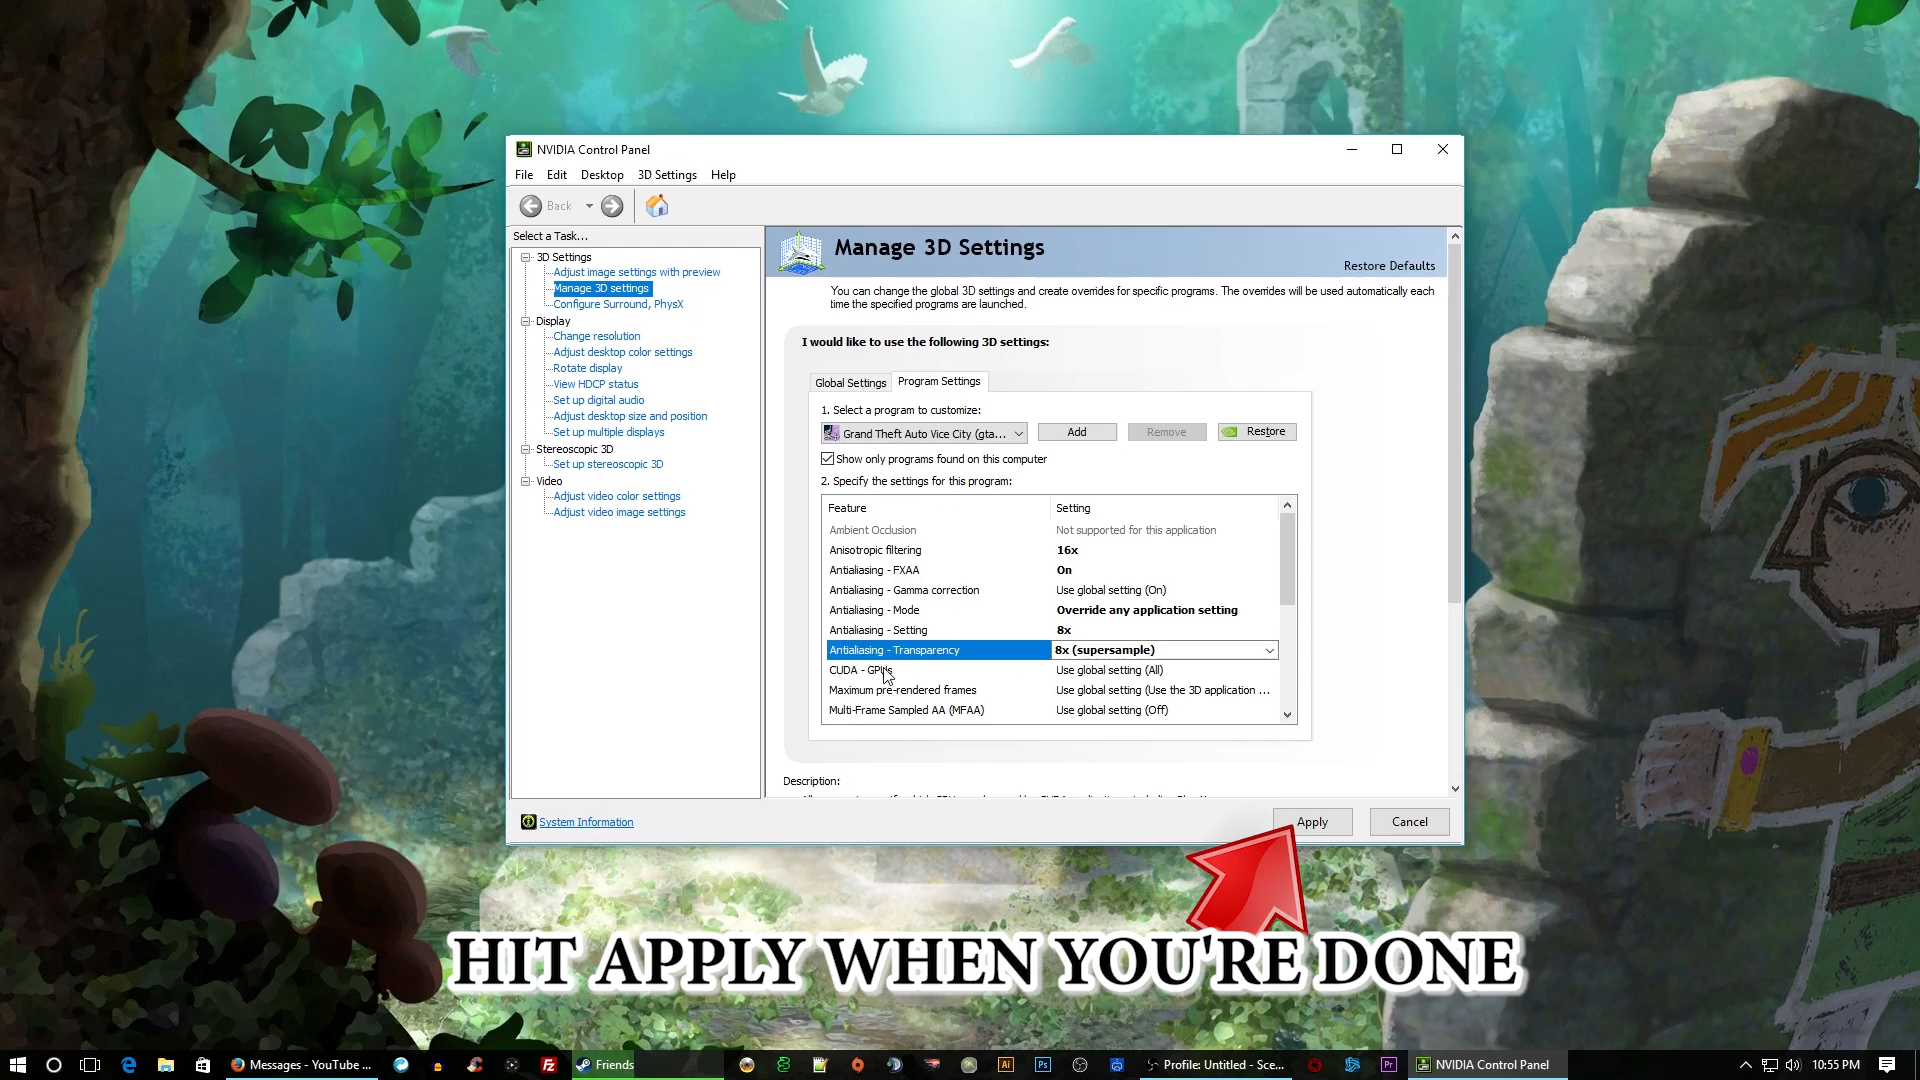 NVIDIA Control Panel
File Edit Desktop 3D Settings Help
Back
Select a Task...
3D Settings
Adjust image settings with preview
Manage 3D settings
Configure Surround, PhysX
Display
Change resolution
Adjust desktop color settings
Rotate display
View HDCP status
Set up digital audio
Adjust desktop size and position
Set up multiple displays
Stereoscopic 3D
Set up stereoscopic 3D
Video
Adjust video color settings
Adjust video image settings
System Information
Manage 3D Settings
Restore Defaults
You can change the global 3D settings and create overrides for specific programs. The overrides will be used automatically each
time the specified programs are launched.
I would like to use the following 3D settings:
Global Settings Program Settings
1. Select a program to customize:
Grand Theft Auto Vice City (gta... Add Remove Restore
Show only programs found on this computer
2. Specify the settings for this program:
Feature Setting
Ambient Occlusion Not supported for this application
Anisotropic filtering 16x
Antialiasing - FXAA On
Antialiasing - Gamma correction Use global setting (On)
Antialiasing - Mode Override any application setting
Antialiasing - Setting 8x
Antialiasing - Transparency 8x (supersample)
CUDA - GPUs Use global setting (All)
Maximum pre-rendered frames Use global setting (Use the 3D application ...
Multi-Frame Sampled AA (MFAA) Use global setting (Off)
Description:
Apply Cancel
HIT APPLY WHEN YOU'RE DONE
Messages - YouTube ... Friends Ai Ps Profile: Untitled - Sce... Pr NVIDIA Control Panel 10:55 PM